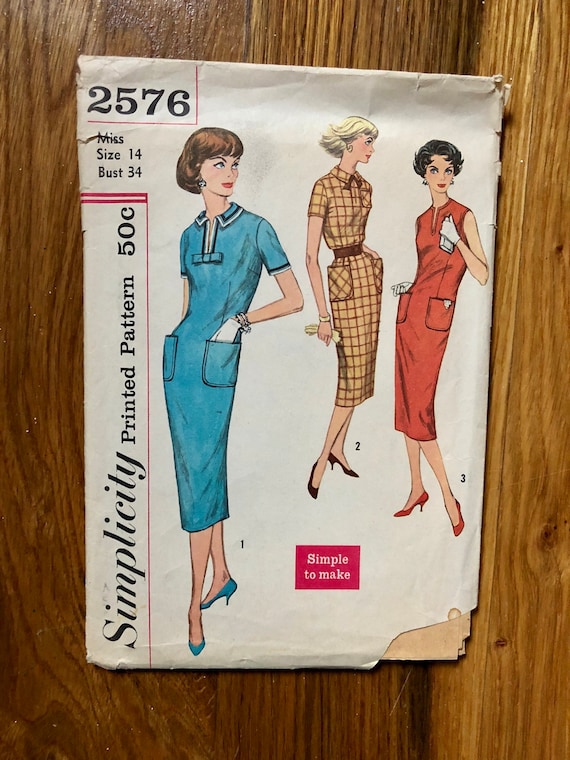 2576
Miss
Size 14
Bust 34
Simplicity Printed Pattern 50c
1
2
3
Simple
to make